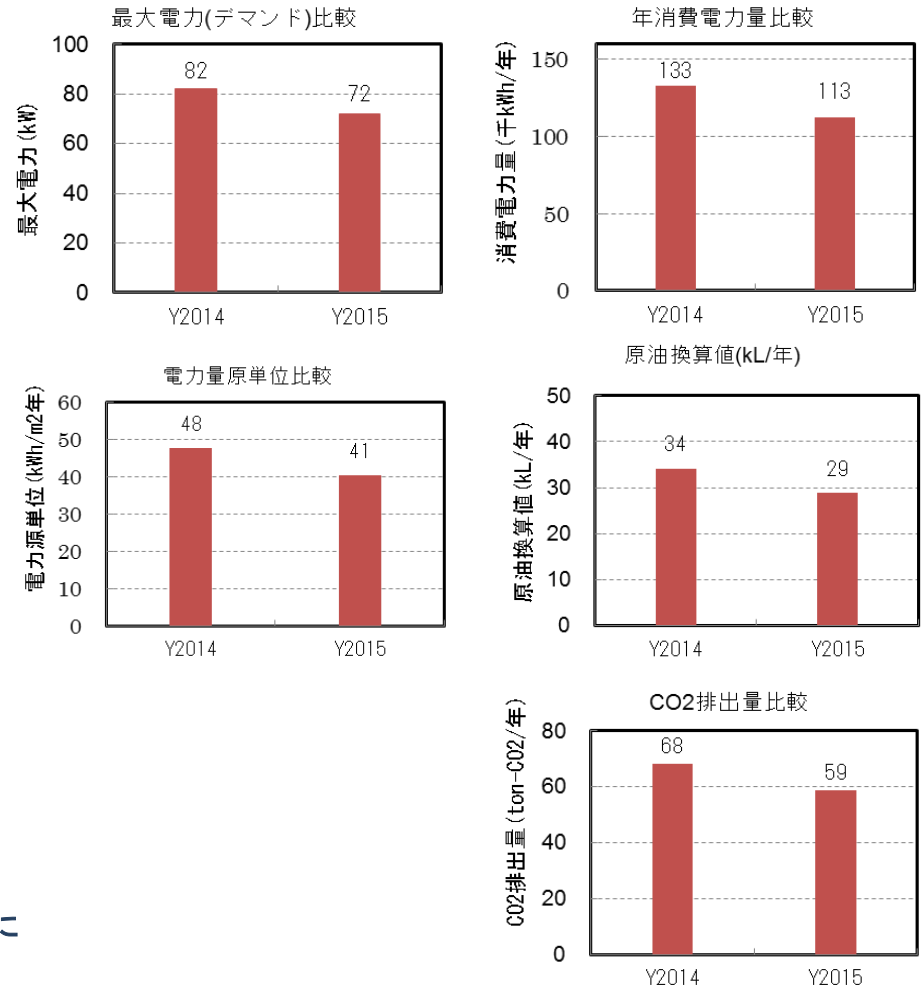 最大電力(デマンド)比較
最大電力(kW)
100
80
60
40
20
0
82
72
Y2014
Y2015
年消費電力量比較
消費電力量(千kWh/年)
150
100
50
0
133
113
Y2014
Y2015
電力量原単位比較
電力源単位(kWh/m2年)
60
50
40
30
20
10
0
48
41
Y2014
Y2015
原油換算値(kL/年)
原油換算値(kL/年)
50
40
30
20
10
0
34
29
Y2014
Y2015
CO2排出量比較
CO2排出量(ton-CO2/年)
80
60
40
20
0
68
59
Y2014
Y2015